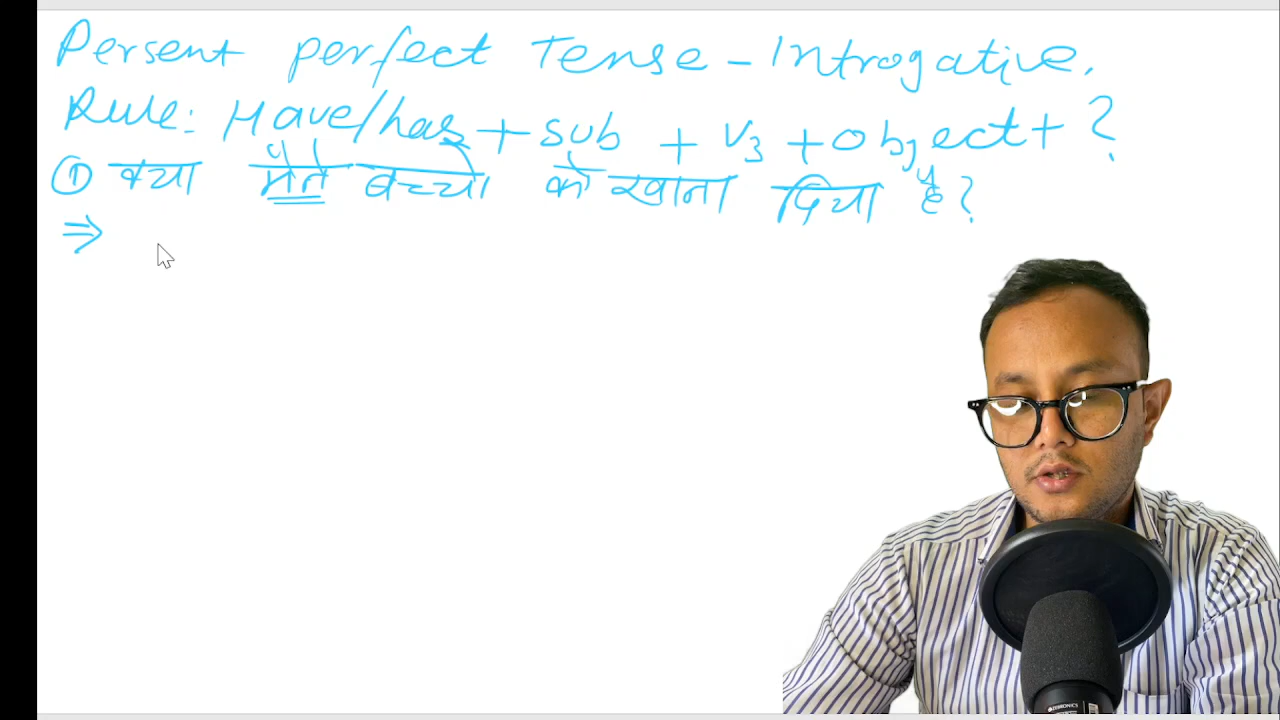 Persent perfect Tense - Introgative.
Rule: Have/has + sub + V3 + object + ?
① क्या मैंने बच्चों को खाना दिया है?
⇒